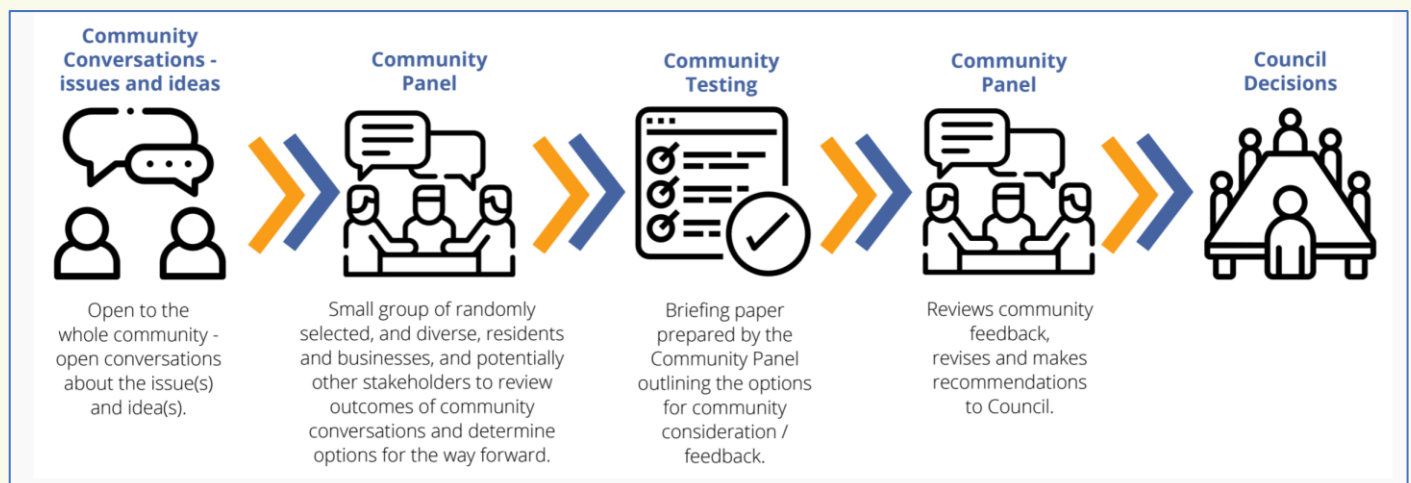 Community
Conversations -
issues and ideas
Open to the
whole community -
open conversations
about the issue(s)
and idea(s).
Community
Panel
Small group of randomly
selected, and diverse, residents
and businesses, and potentially
other stakeholders to review
outcomes of community
conversations and determine
options for the way forward.
Community
Testing
Briefing paper
prepared by the
Community Panel
outlining the options
for community
consideration /
feedback.
Community
Panel
Reviews community
feedback,
revises and makes
recommendations
to Council.
Council
Decisions